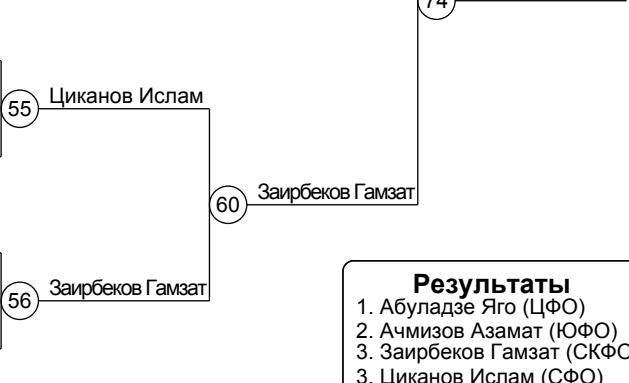 74
Циканов Ислам
55
Заирбеков Гамзат
60
Заирбеков Гамзат
56
Результаты
1. Абуладзе Яго (ЦФО)
2. Ачмизов Азамат (ЮФО)
3. Заирбеков Гамзат (СКФО
3. Циканов Ислам (СФО)